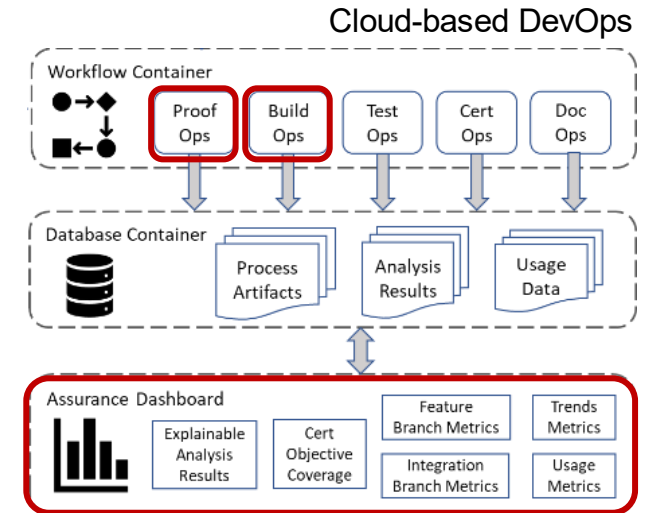 Cloud-based DevOps
Workflow Container
Proof
Ops
Build
Ops
Test
Ops
Cert
Ops
Doc
Ops
Database Container
Process
Artifacts
Analysis
Results
Usage
Data
Assurance Dashboard
Explainable
Analysis
Results
Cert
Objective
Coverage
Feature
Branch Metrics
Trends
Metrics
Integration
Branch Metrics
Usage
Metrics